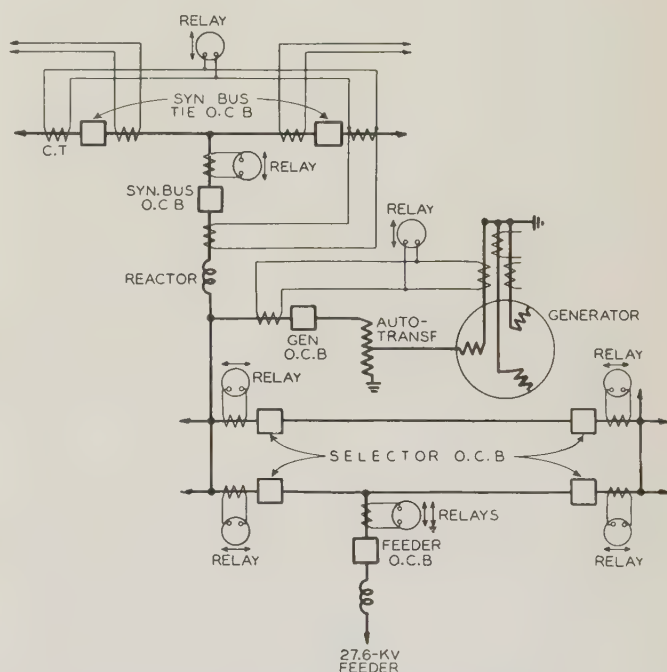 RELAY
SYN BUS
TIE O.C B
C.T
RELAY
SYN.BUS
O.C B
RELAY
REACTOR
GEN
O.C.B
AUTO-
TRANSF
GENERATOR
RELAY
RELAY
SELECTOR O.C.B
RELAYS
RELAY
FEEDER
O.C.B
RELAY
27.6-KV
FEEDER